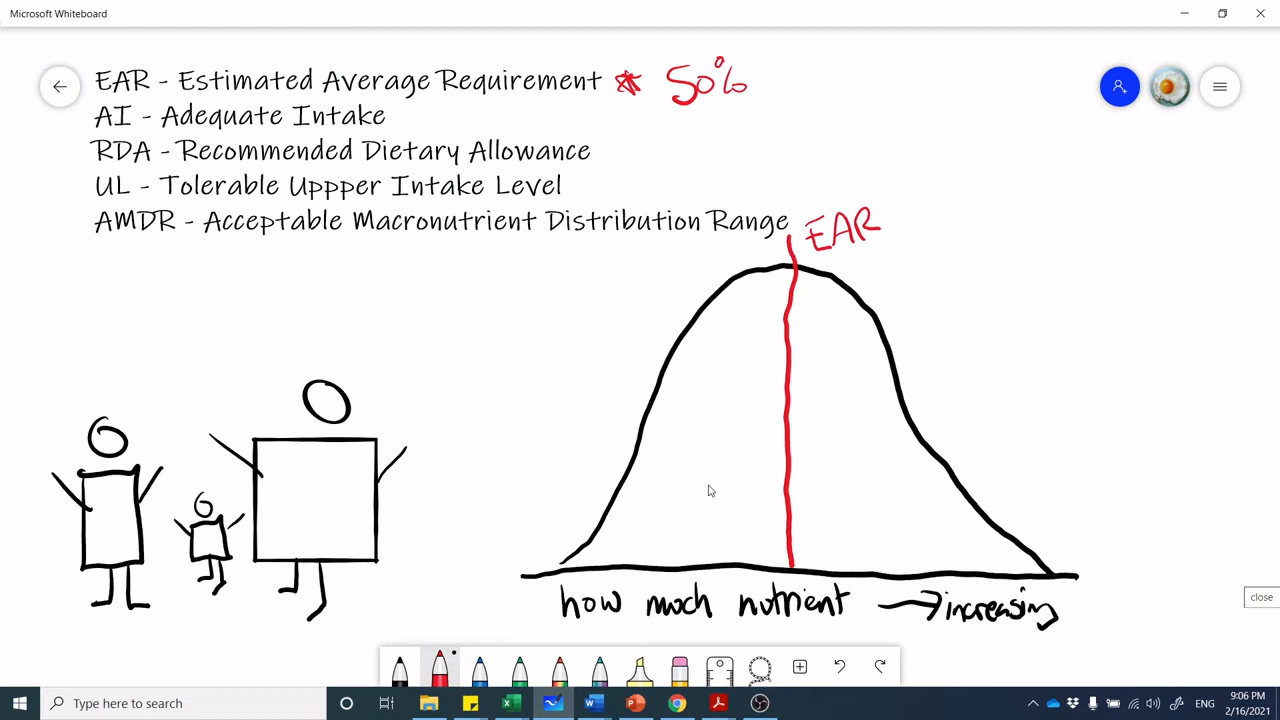 Microsoft Whiteboard
EAR - Estimated Average Requirement * 50%
AI - Adequate Intake
RDA - Recommended Dietary Allowance
UL - Tolerable Uppper Intake Level
AMDR - Acceptable Macronutrient Distribution Range
EAR
how much nutrient → increasing
close
Type here to search
ENG
9:06 PM
2/16/2021